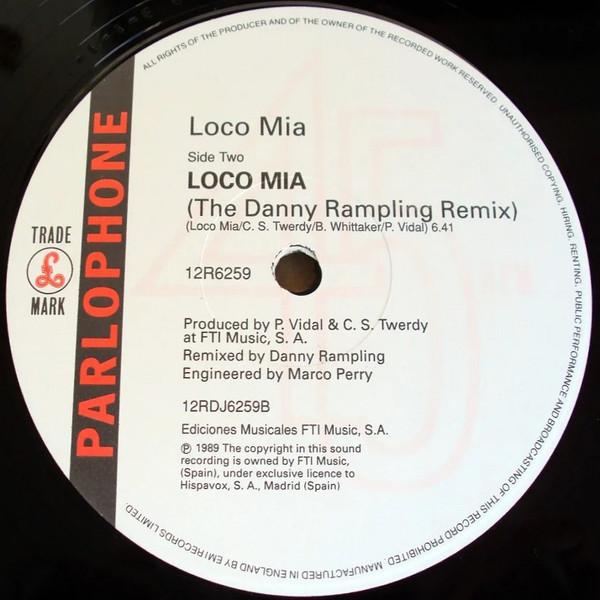 ALL RIGHTS OF THE PRODUCER AND OF THE OWNER OF THE RECORDED WORK RESERVED. UNAUTHORISED COPYING, HIRING, RENTING, PUBLIC PERFORMANCE AND BROADCASTING OF THIS RECORD PROHIBITED. MANUFACTURED IN ENGLAND BY EMI RECORDS LIMITED.
PARLOPHONE
TRADE
£
MARK
Loco Mia
Side Two
LOCO MIA
(The Danny Rampling Remix)
(Loco Mia/C. S. Twerdy/B. Whittaker/P. Vidal) 6.41
12R6259
45
Produced by P. Vidal & C. S. Twerdy
at FTI Music, S. A.
Remixed by Danny Rampling
Engineered by Marco Perry
12RDJ6259B
Ediciones Musicales FTI Music, S.A.
℗ 1989 The copyright in this sound
recording is owned by FTI Music,
(Spain), under exclusive licence to
Hispavox, S. A., Madrid (Spain)